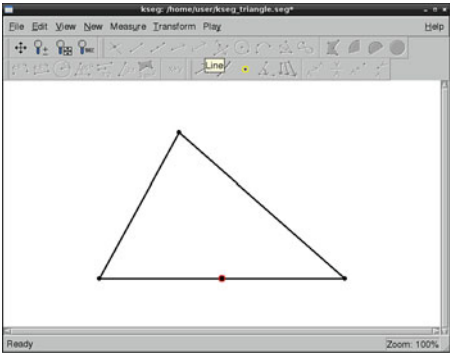 kseg: /home/user/kseg_triangle.seg*
File Edit View New Measure Transform Play Help
Line
Ready Zoom: 100%